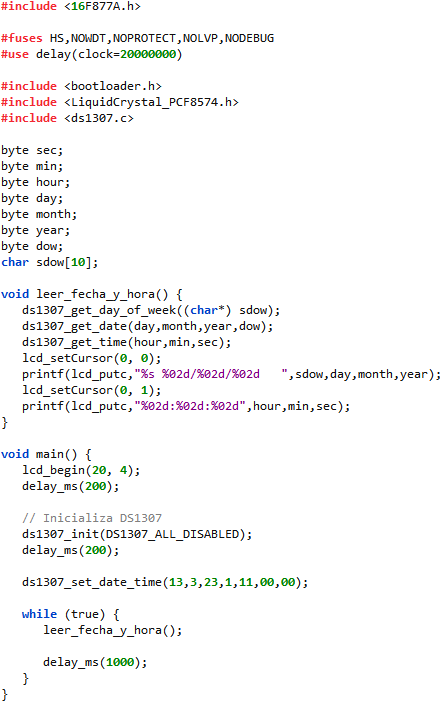 #include <16F877A.h>
#fuses HS,NOWDT,NOPROTECT,NOLVP,NODEBUG
#use delay(clock=20000000)
#include <bootloader.h>
#include <LiquidCrystal_PCF8574.h>
#include <ds1307.c>
byte sec;
byte min;
byte hour;
byte day;
byte month;
byte year;
byte dow;
char sdow[10];
void leer_fecha_y_hora() {
ds1307_get_day_of_week((char*) sdow);
ds1307_get_date(day,month,year,dow);
ds1307_get_time(hour,min,sec);
lcd_setCursor(0, 0);
printf(lcd_putc,"%s %02d/%02d/%02d   ",sdow,day,month,year);
lcd_setCursor(0, 1);
printf(lcd_putc,"%02d:%02d:%02d",hour,min,sec);
}
void main() {
lcd_begin(20, 4);
delay_ms(200);
// Inicializa DS1307
ds1307_init(DS1307_ALL_DISABLED);
delay_ms(200);
ds1307_set_date_time(13,3,23,1,11,00,00);
while (true) {
leer_fecha_y_hora();
delay_ms(1000);
}
}